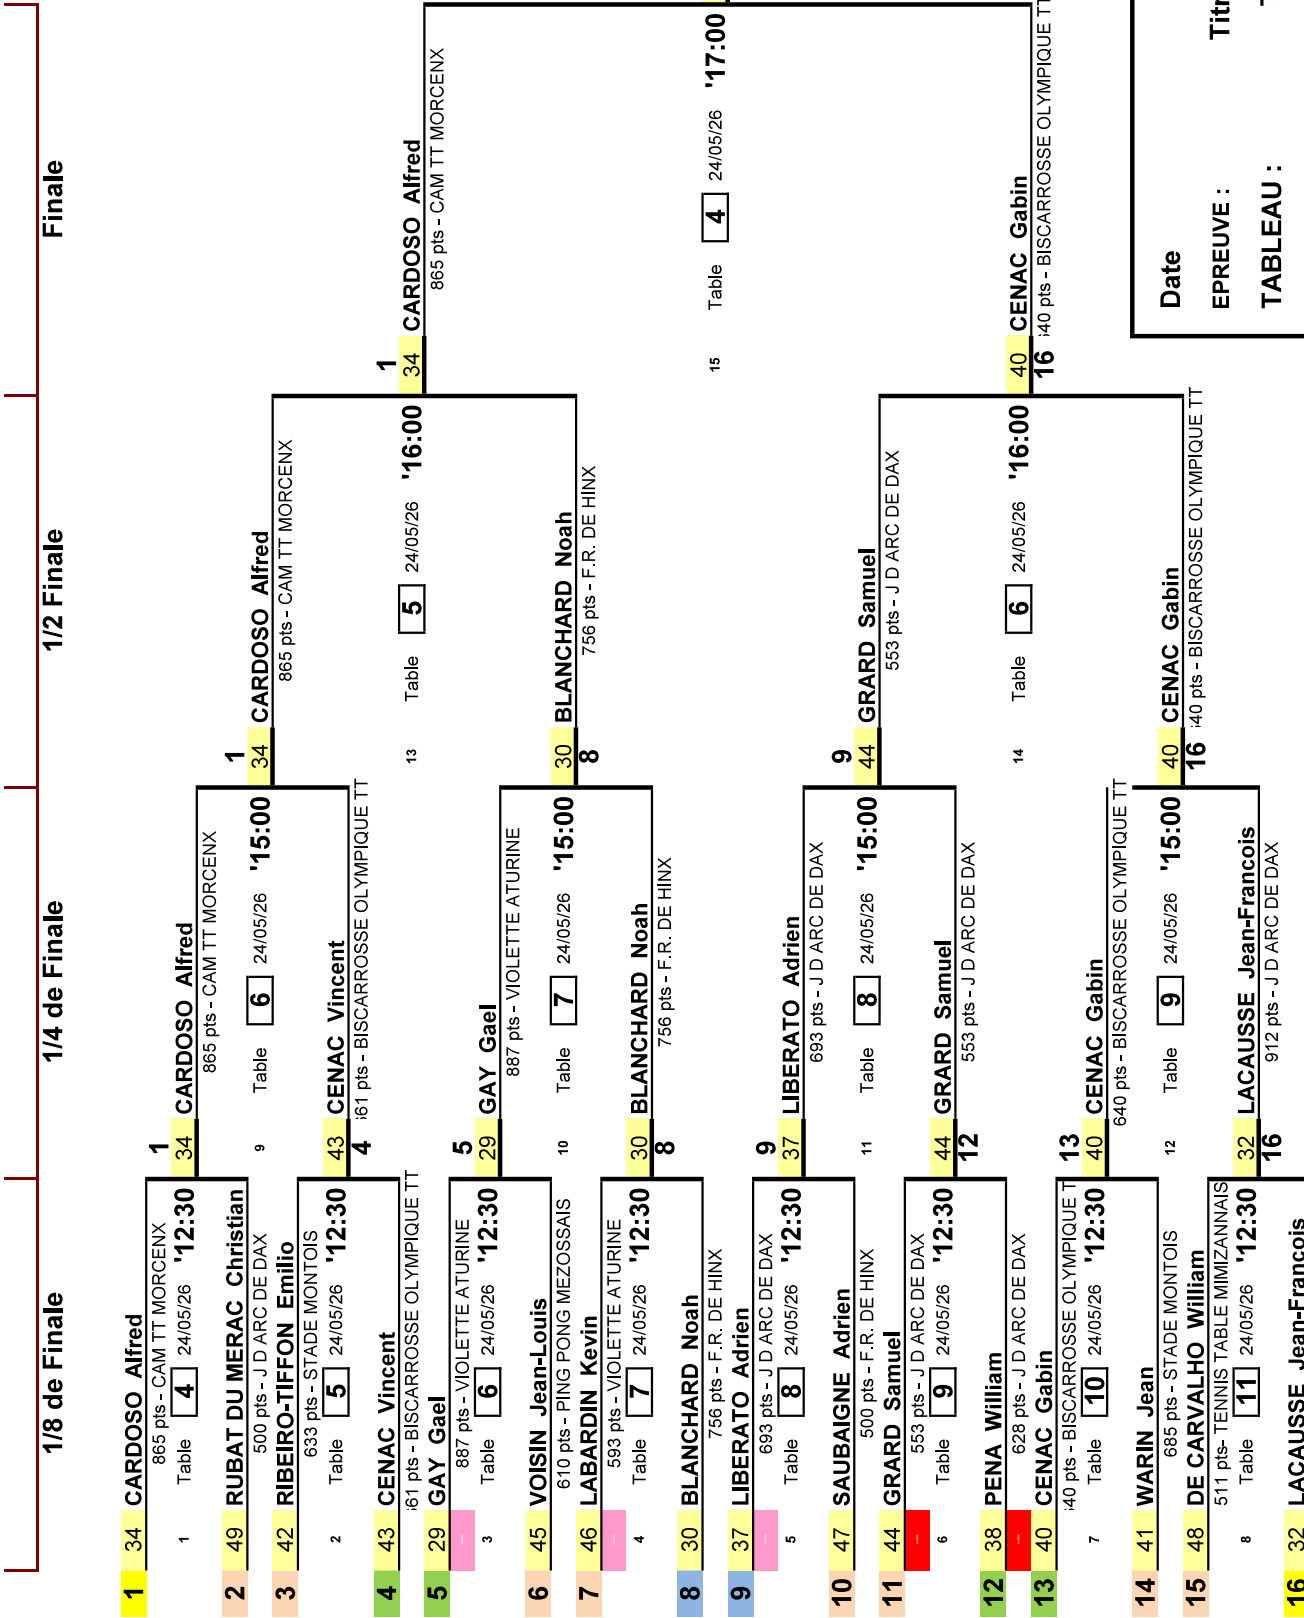 1/8 de Finale
1/4 de Finale
1/2 Finale
Finale
1 34 CARDOSO Alfred
865 pts - CAM TT MORCENX
1 Table 4 24/05/26 '12:30
2 49 RUBAT DU MERAC Christian
500 pts - J D ARC DE DAX
3 42 RIBEIRO-TIFFON Emilio
633 pts - STADE MONTOIS
2 Table 5 24/05/26 '12:30
4 43 CENAC Vincent
61 pts - BISCARROSSE OLYMPIQUE TT
5 29 GAY Gael
887 pts - VIOLETTE ATURINE
3 Table 6 24/05/26 '12:30
6 45 VOISIN Jean-Louis
610 pts - PING PONG MEZOSSAIS
7 46 LABARDIN Kevin
593 pts - VIOLETTE ATURINE
4 Table 7 24/05/26 '12:30
8 30 BLANCHARD Noah
756 pts - F.R. DE HINX
9 37 LIBERATO Adrien
693 pts - J D ARC DE DAX
5 Table 8 24/05/26 '12:30
10 47 SAUBAIGNE Adrien
500 pts - F.R. DE HINX
11 44 GRARD Samuel
553 pts - J D ARC DE DAX
6 Table 9 24/05/26 '12:30
12 38 PENA William
628 pts - J D ARC DE DAX
13 40 CENAC Gabin
40 pts - BISCARROSSE OLYMPIQUE T
7 Table 10 24/05/26 '12:30
14 41 WARIN Jean
685 pts - STADE MONTOIS
15 48 DE CARVALHO William
511 pts - TENNIS TABLE MIMIZANNAIS
8 Table 11 24/05/26 '12:30
16 32 LACAUSSE Jean-Francois
1 34 CARDOSO Alfred
865 pts - CAM TT MORCENX
9 Table 6 24/05/26 '15:00
43 CENAC Vincent
4 61 pts - BISCARROSSE OLYMPIQUE TT
5 29 GAY Gael
887 pts - VIOLETTE ATURINE
10 Table 7 24/05/26 '15:00
30 BLANCHARD Noah
8 756 pts - F.R. DE HINX
9 37 LIBERATO Adrien
693 pts - J D ARC DE DAX
11 Table 8 24/05/26 '15:00
44 GRARD Samuel
12 553 pts - J D ARC DE DAX
13 40 CENAC Gabin
640 pts - BISCARROSSE OLYMPIQUE TT
12 Table 9 24/05/26 '15:00
32 LACAUSSE Jean-Francois
16 912 pts - J D ARC DE DAX
1 34 CARDOSO Alfred
865 pts - CAM TT MORCENX
13 Table 5 24/05/26 '16:00
30 BLANCHARD Noah
8 756 pts - F.R. DE HINX
9 44 GRARD Samuel
553 pts - J D ARC DE DAX
14 Table 6 24/05/26 '16:00
40 CENAC Gabin
16 40 pts - BISCARROSSE OLYMPIQUE TT
1 34 CARDOSO Alfred
865 pts - CAM TT MORCENX
15 Table 4 24/05/26 '17:00
40 CENAC Gabin
16 40 pts - BISCARROSSE OLYMPIQUE TT
Date
EPREUVE : Titr
TABLEAU :